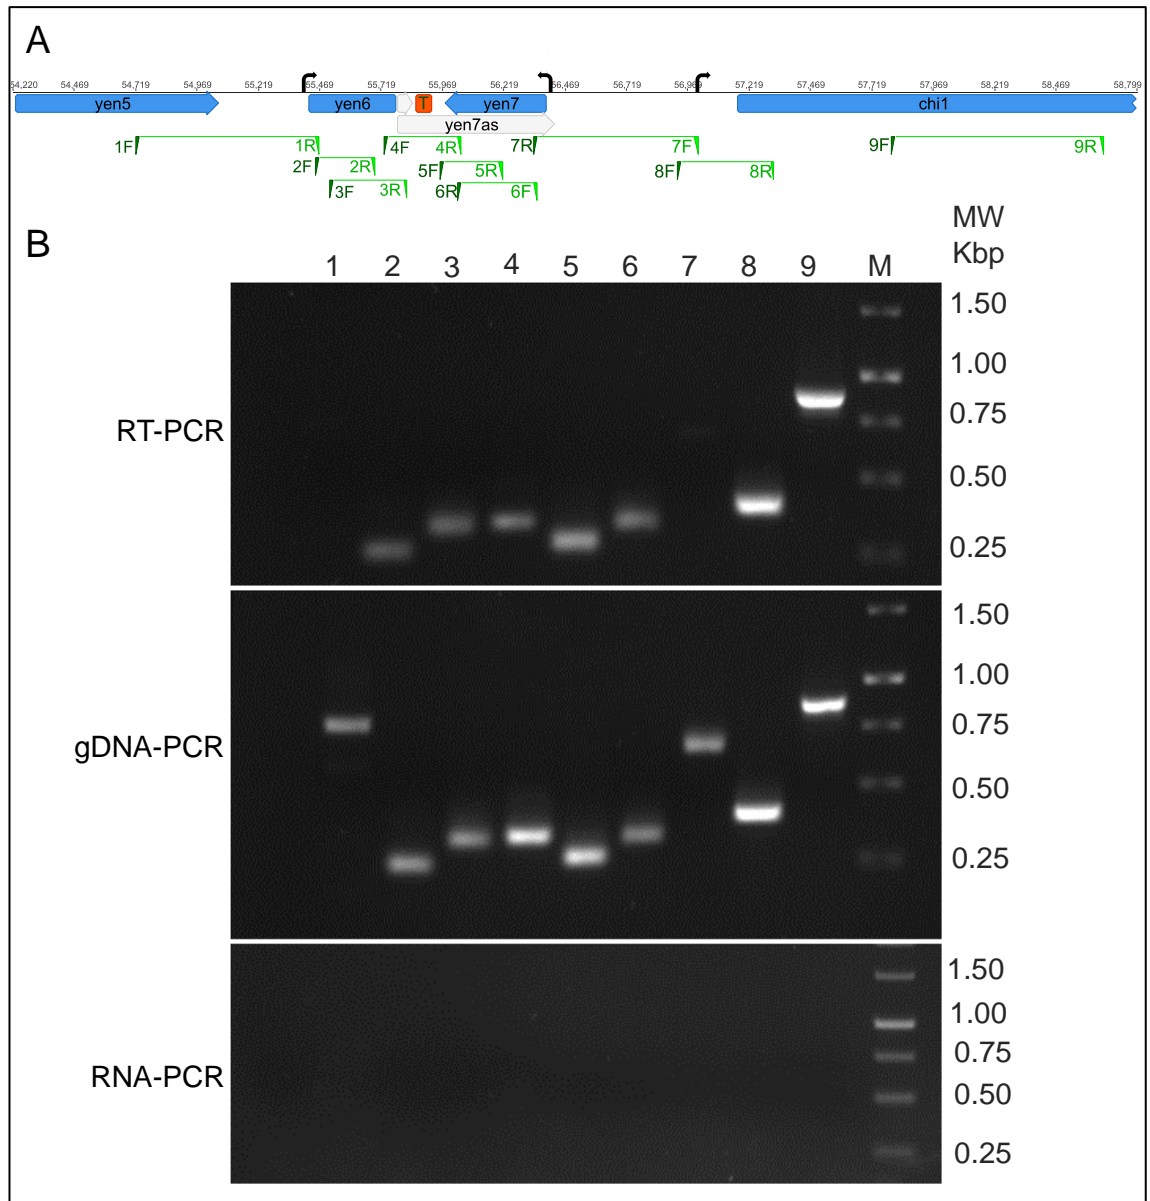 A
54,220 54,469 54,719 54,969 55,219 55,469 55,719 55,969 56,219 56,469 56,719 56,969 57,219 57,469 57,719 57,969 58,219 58,469 58,799
yen5 yen6 T yen7 chi1
yen7as
1F 1R 4F 4R 7R 7F 9F 9R
2F 2R 5F 5R 8F 8R
3F 3R 6R 6F
B
MW
Kbp
1 2 3 4 5 6 7 8 9 M
1.50
1.00
0.75
RT-PCR
0.50
0.25
1.50
1.00
0.75
gDNA-PCR
0.50
0.25
1.50
1.00
0.75
RNA-PCR
0.50
0.25